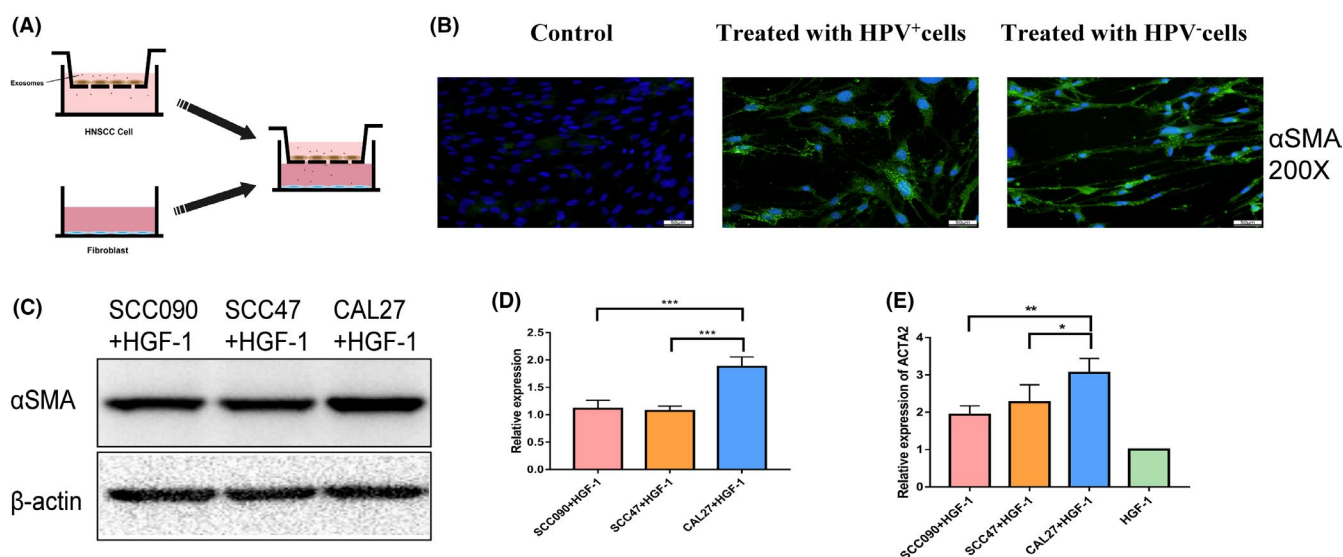 (A)
Exosomes
HNSCC Cell
Fibroblast
(B)
Control
Treated with HPV⁺cells
Treated with HPV⁻cells
αSMA
200X
50μm
50μm
50μm
(C)
SCC090
+HGF-1
SCC47
+HGF-1
CAL27
+HGF-1
αSMA
β-actin
(D)
***
***
Relative expression
2.5
2.0
1.5
1.0
0.5
0.0
SCC090+HGF-1
SCC47+HGF-1
CAL27+HGF-1
(E)
**
*
Relative expression of ACTA2
4
3
2
1
0
SCC090+HGF-1
SCC47+HGF-1
CAL27+HGF-1
HGF-1